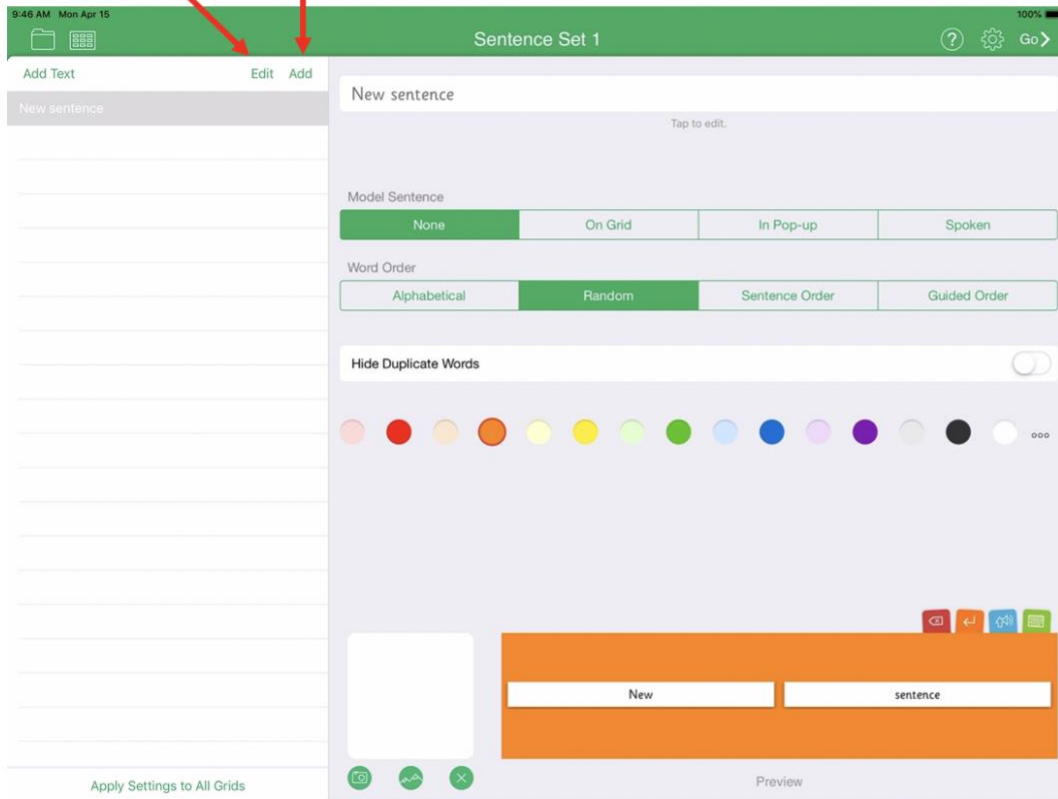 9:46 AM Mon Apr 15
100%
Sentence Set 1
?
Go
Add Text
Edit
Add
New sentence
New sentence
Tap to edit.
Model Sentence
None
On Grid
In Pop-up
Spoken
Word Order
Alphabetical
Random
Sentence Order
Guided Order
Hide Duplicate Words
New
sentence
Apply Settings to All Grids
Preview